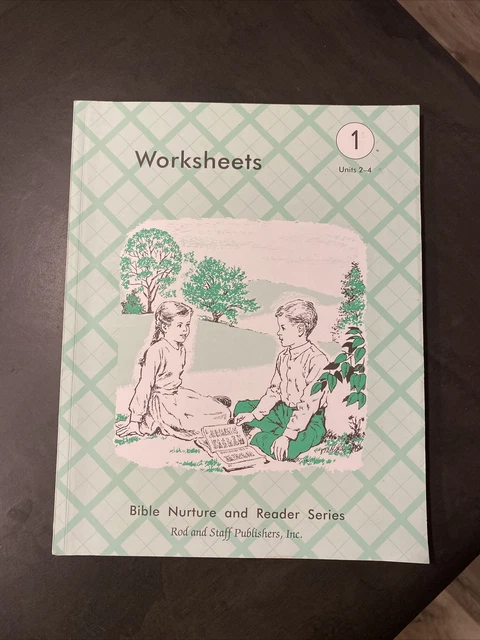 Worksheets
1
Units 2–4
Bible Nurture and Reader Series
Rod and Staff Publishers, Inc.